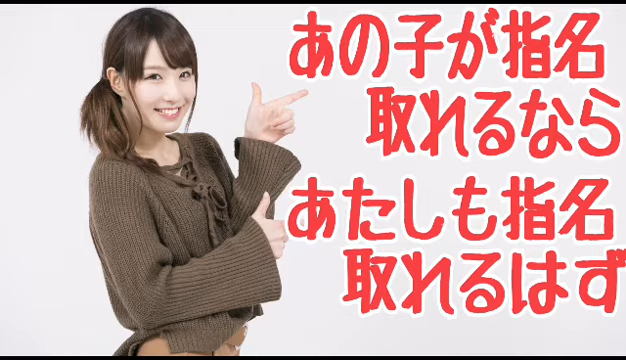 あの子が指名
取れるなら
あたしも指名
取れるはず